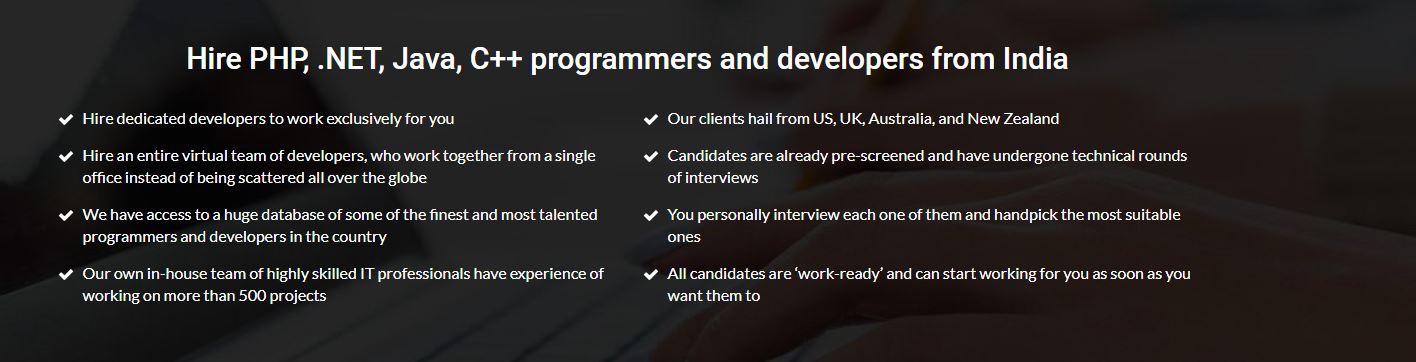 Hire PHP, .NET, Java, C++ programmers and developers from India
Hire dedicated developers to work exclusively for you
Hire an entire virtual team of developers, who work together from a single
office instead of being scattered all over the globe
We have access to a huge database of some of the finest and most talented
programmers and developers in the country
Our own in-house team of highly skilled IT professionals have experience of
working on more than 500 projects
Our clients hail from US, UK, Australia, and New Zealand
Candidates are already pre-screened and have undergone technical rounds
of interviews
You personally interview each one of them and handpick the most suitable
ones
All candidates are ‘work-ready’ and can start working for you as soon as you
want them to